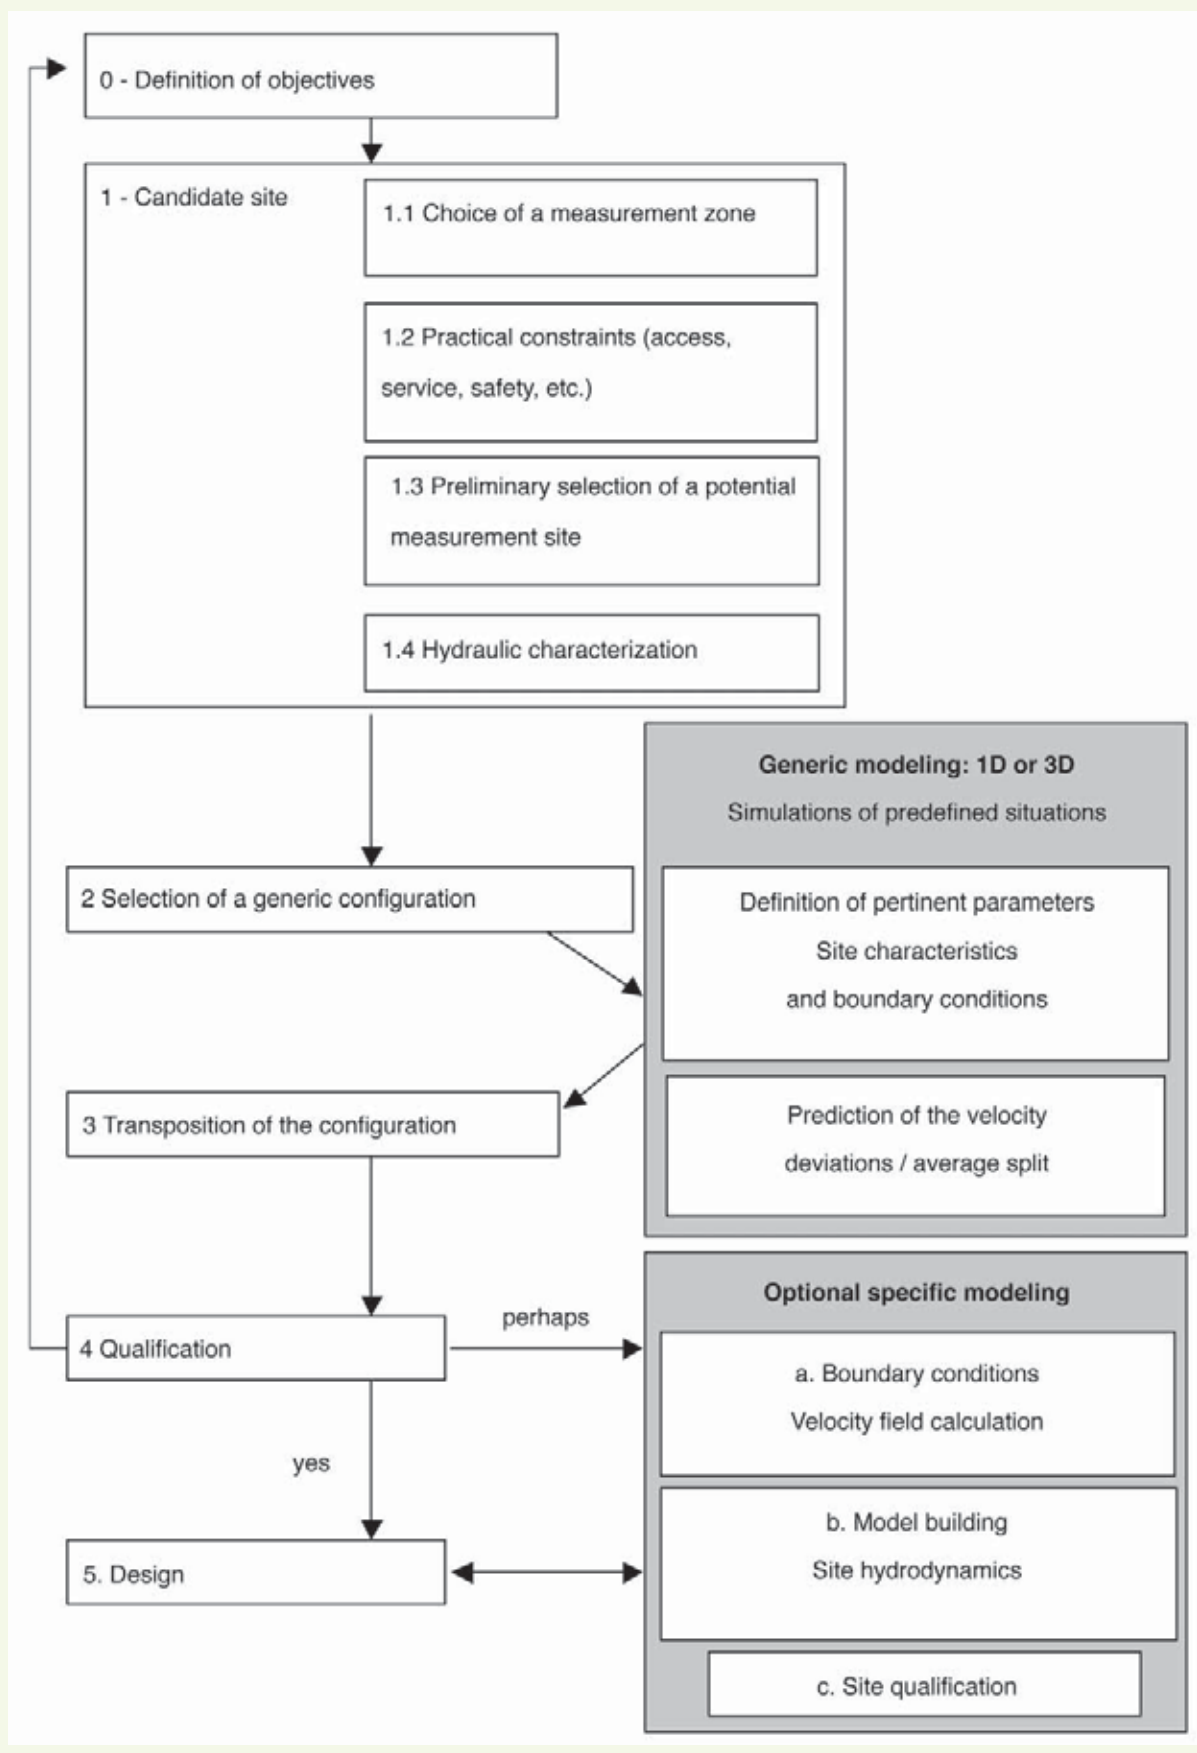 0 - Definition of objectives
1 - Candidate site
1.1 Choice of a measurement zone
1.2 Practical constraints (access,
service, safety, etc.)
1.3 Preliminary selection of a potential
measurement site
1.4 Hydraulic characterization
Generic modeling: 1D or 3D
Simulations of predefined situations
2 Selection of a generic configuration
Definition of pertinent parameters
Site characteristics
and boundary conditions
3 Transposition of the configuration
Prediction of the velocity
deviations / average split
Optional specific modeling
4 Qualification
perhaps
a. Boundary conditions
Velocity field calculation
yes
b. Model building
Site hydrodynamics
5. Design
c. Site qualification